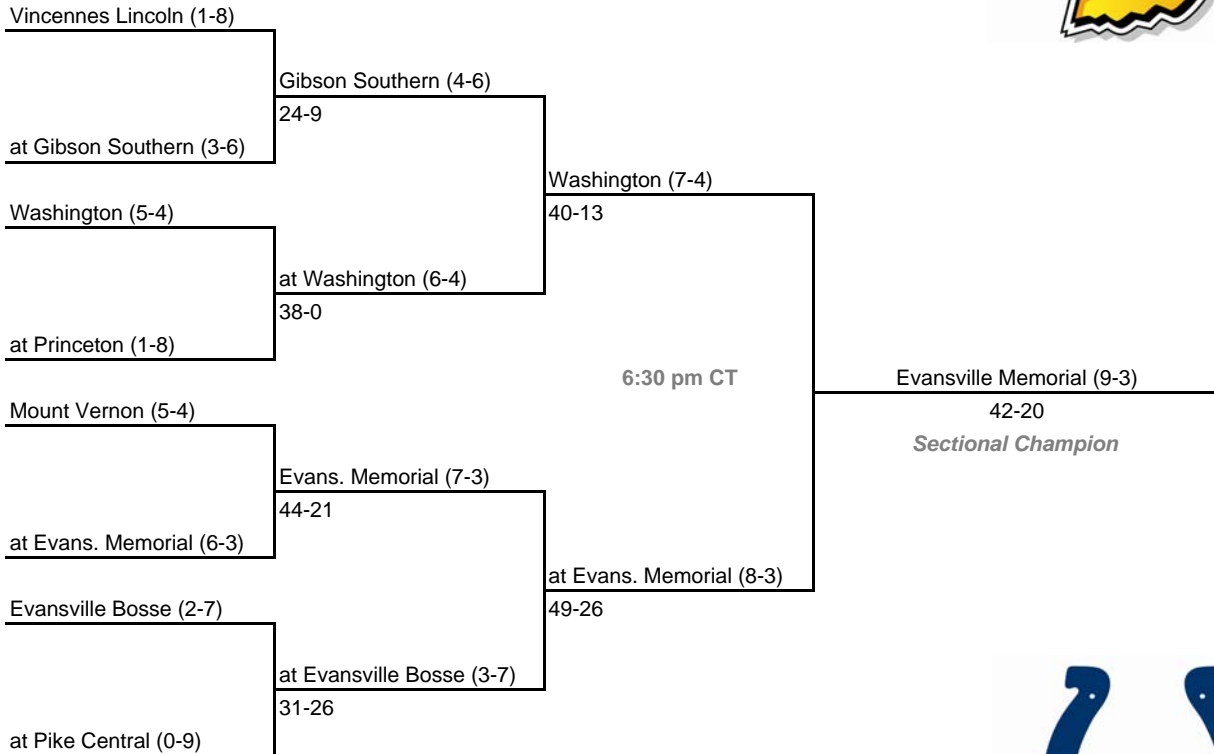 Vincennes Lincoln (1-8)
Gibson Southern (4-6)
24-9
at Gibson Southern (3-6)
Washington (7-4)
40-13
Washington (5-4)
at Washington (6-4)
38-0
at Princeton (1-8)
6:30 pm CT
Evansville Memorial (9-3)
42-20
Sectional Champion
Mount Vernon (5-4)
Evans. Memorial (7-3)
44-21
at Evans. Memorial (6-3)
at Evans. Memorial (8-3)
49-26
Evansville Bosse (2-7)
at Evansville Bosse (3-7)
31-26
at Pike Central (0-9)